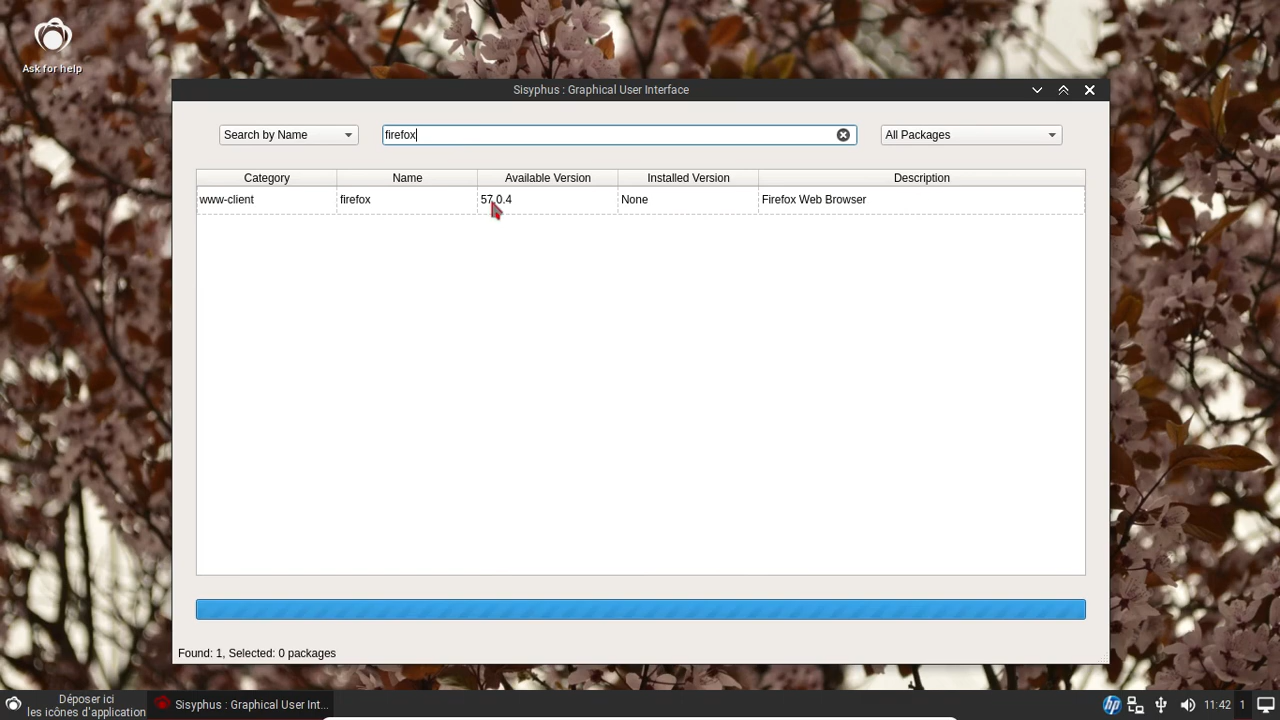 Ask for help
Sisyphus : Graphical User Interface
Search by Name
firefox
All Packages
Category Name Available Version Installed Version Description
www-client firefox 57.0.4 None Firefox Web Browser
Found: 1, Selected: 0 packages
Déposer ici
les icônes d'application
Sisyphus : Graphical User Int...
hp
11:42
1